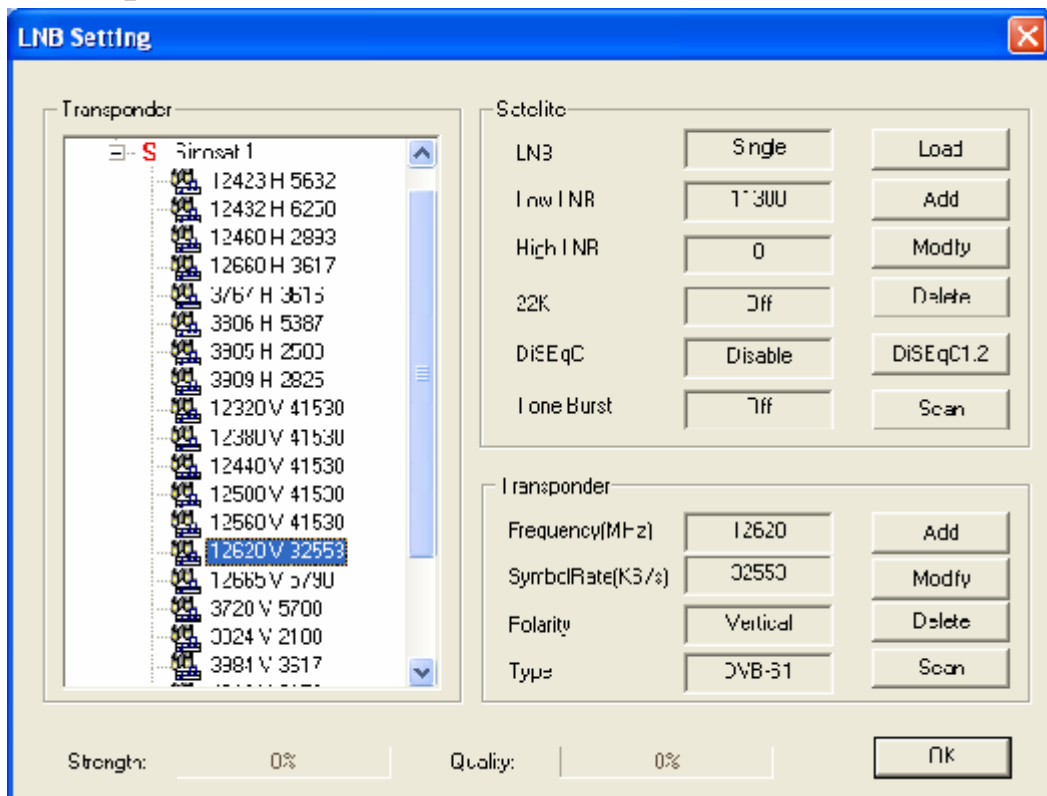 LNB Setting
Transponder
S Sinosat 1
12423 H 5632
12432 H 6250
12460 H 2893
12660 H 3617
3767 H 3615
3806 H 5387
3905 H 2500
3909 H 2825
12320 V 41530
12380 V 41530
12440 V 41530
12500 V 41530
12560 V 41530
12620 V 32553
12665 V 5790
3720 V 5700
V 2100
3984 V 3617
Satellite
LNB
Single
Load
Low LNB
11300
Add
High LNB
0
Modify
22K
Off
Delete
DiSEqC
Disable
DiSEqC1.2
Tone Burst
Off
Scan
Transponder
Frequency(MHz)
12620
Add
SymbolRate(KS/s)
32553
Modify
Polarity
Vertical
Delete
Type
DVB-S1
Scan
Strength:
0%
Quality:
0%
OK